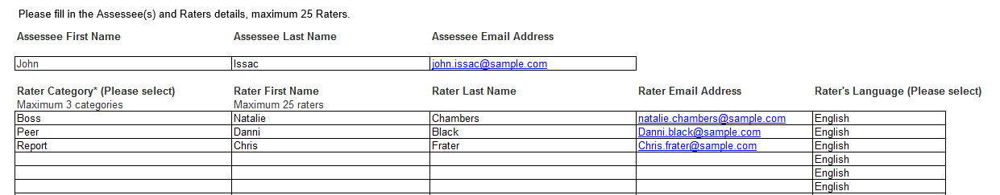 Please fill in the Assessee(s) and Raters details, maximum 25 Raters.
Assessee First Name Assessee Last Name Assessee Email Address
John Issac john.issac@sample.com
Rater Category* (Please select) Rater First Name Rater Last Name Rater Email Address Rater's Language (Please select)
Maximum 3 categories Maximum 25 raters
Boss Natalie Chambers natalie.chambers@sample.com English
Peer Danni Black Danni.black@sample.com English
Report Chris Frater Chris.frater@sample.com English
English
English
English